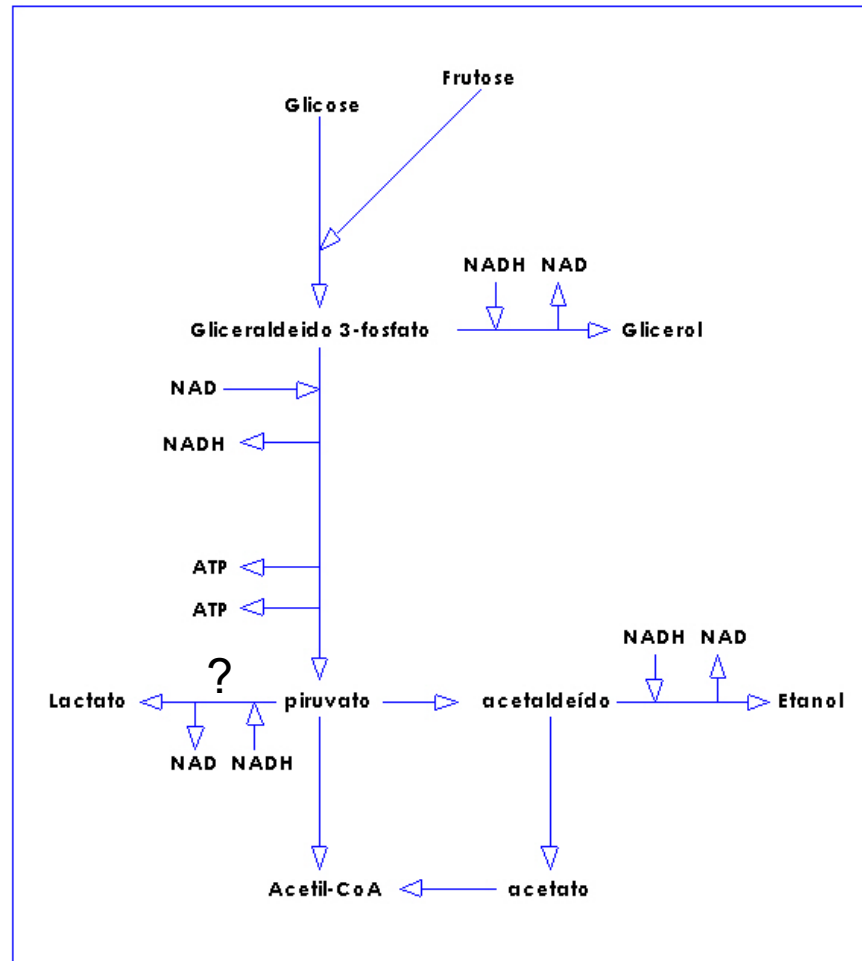 Frutose
Glicose
NADH NAD
Gliceraldeido 3-fosfato
Glicerol
NAD
NADH
ATP
ATP
NADH NAD
?
Lactato
piruvato
acetaldeído
Etanol
NAD NADH
Acetil-CoA
acetato